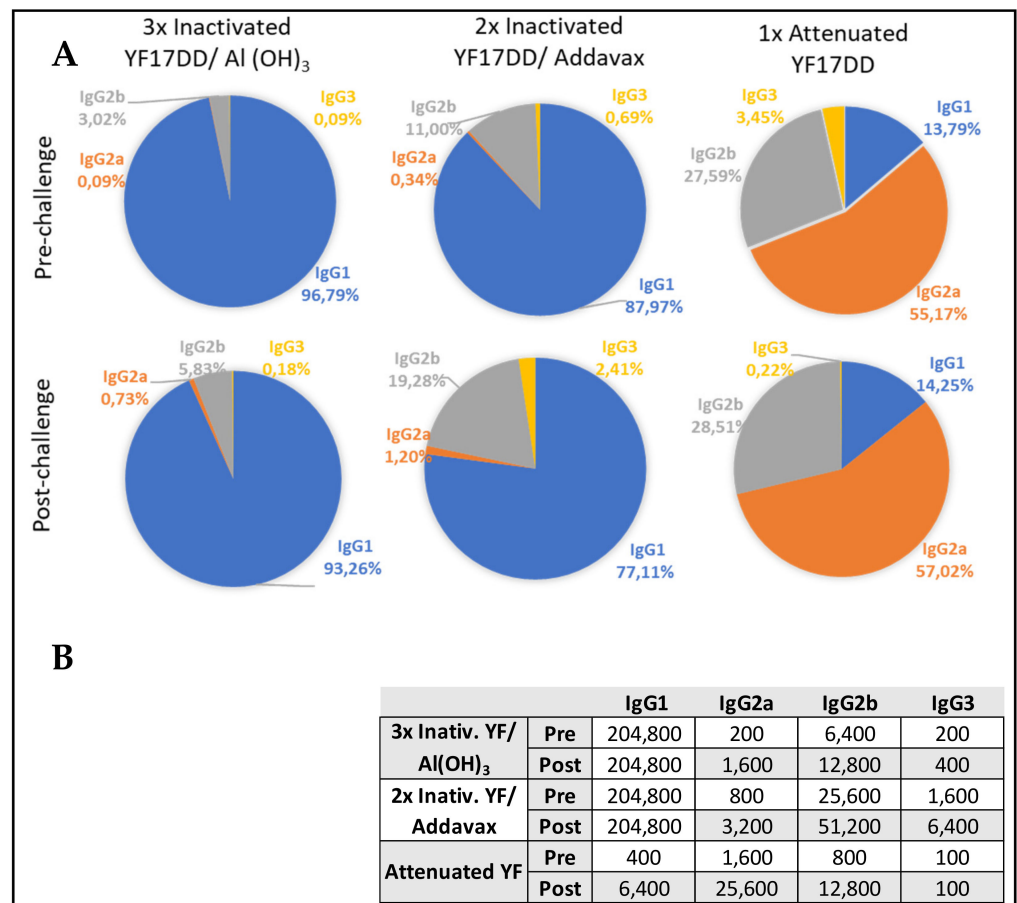 A
3x Inactivated
YF17DD/ Al (OH)₃
2x Inactivated
YF17DD/ Addavax
1x Attenuated
YF17DD
Pre-challenge
IgG2b
3,02%
IgG3
0,09%
IgG2a
0,09%
IgG1
96,79%
IgG2b
11,00%
IgG3
0,69%
IgG2a
0,34%
IgG1
87,97%
IgG3
3,45%
IgG1
13,79%
IgG2b
27,59%
IgG2a
55,17%
Post-challenge
IgG2b
5,83%
IgG3
0,18%
IgG2a
0,73%
IgG1
93,26%
IgG2b
19,28%
IgG3
2,41%
IgG2a
1,20%
IgG1
77,11%
IgG3
0,22%
IgG1
14,25%
IgG2b
28,51%
IgG2a
57,02%
B
IgG1 IgG2a IgG2b IgG3
3x Inativ. YF/ Al(OH)₃ Pre 204,800 200 6,400 200
Post 204,800 1,600 12,800 400
2x Inativ. YF/ Addavax Pre 204,800 800 25,600 1,600
Post 204,800 3,200 51,200 6,400
Attenuated YF Pre 400 1,600 800 100
Post 6,400 25,600 12,800 100